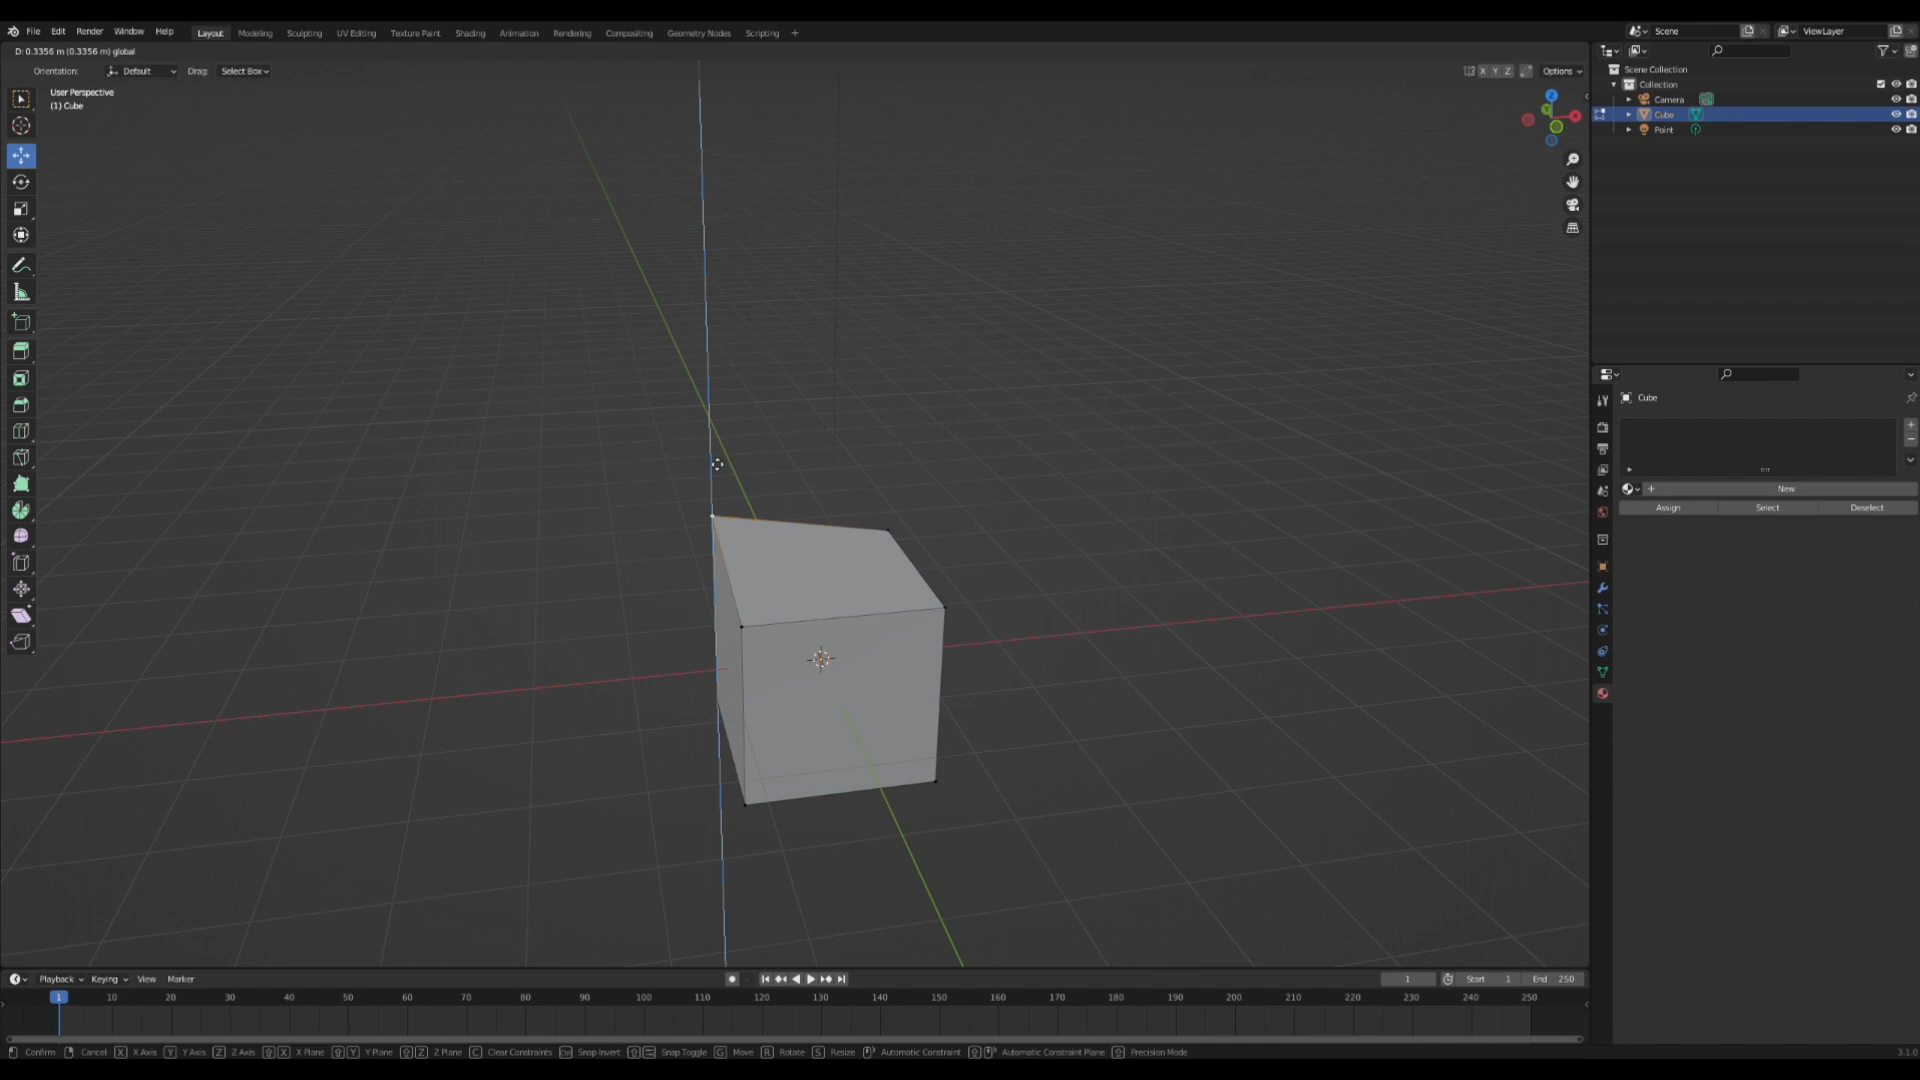 File Edit Render Window Help Layout Modeling Sculpting UV Editing Texture Paint Shading Animation Rendering Compositing Geometry Nodes Scripting + Scene ViewLayer
D: 0.3356 m (0.3356 m) global
Orientation: Default Drag: Select Box X Y Z Options
User Perspective
(1) Cube
Z
Y
X
Scene Collection
Collection
Camera
Cube
Point
Cube
New
Assign Select Deselect
Playback Keying View Marker 1 Start 1 End 250
1 10 20 30 40 50 60 70 80 90 100 110 120 130 140 150 160 170 180 190 200 210 220 230 240 250
Confirm Cancel X X Axis Y Y Axis Z Z Axis X X Plane Y Y Plane Z Z Plane C Clear Constraints Snap Invert Snap Toggle G Move R Rotate S Resize Automatic Constraint Automatic Constraint Plane Precision Mode 3.1.0